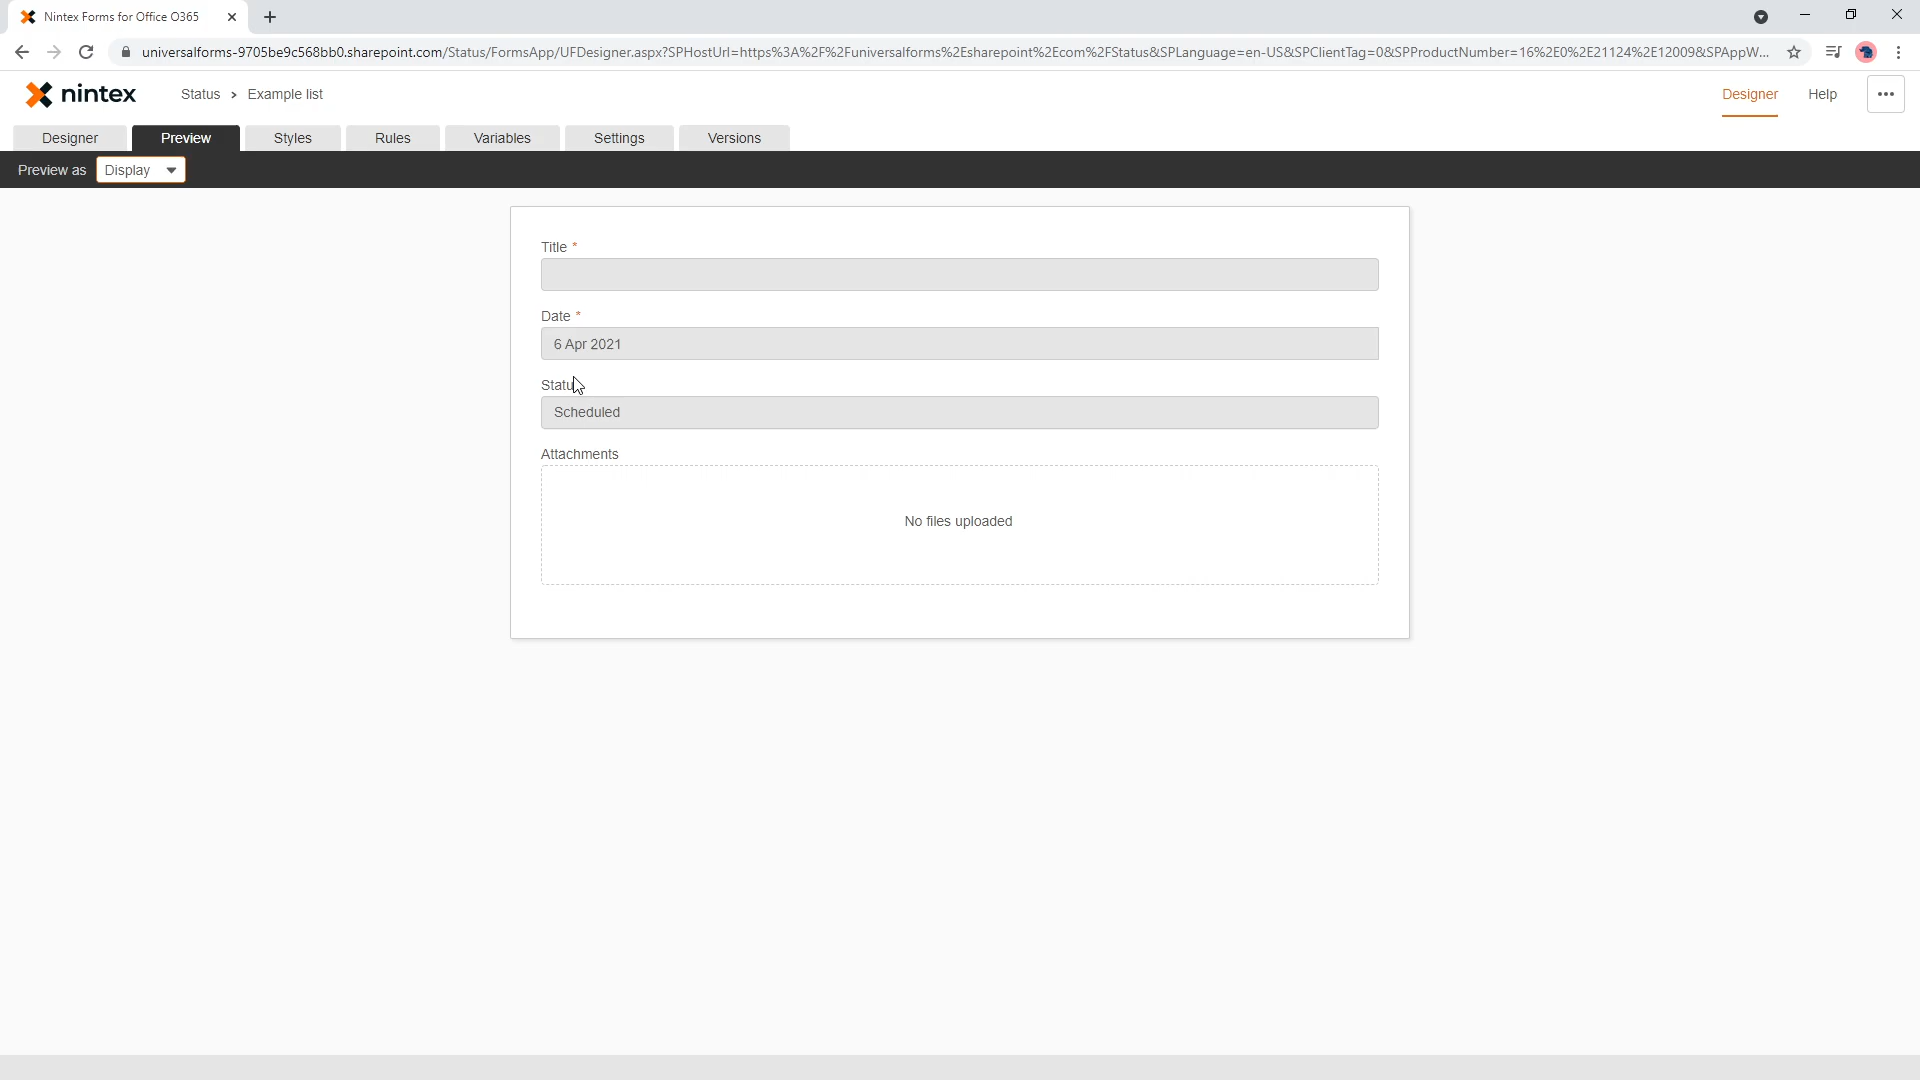 Nintex Forms for Office O365
universalforms-9705be9c568bb0.sharepoint.com/Status/FormsApp/UFDesigner.aspx?SPHostUrl=https%3A%2F%2Funiversalforms%2Esharepoint%2Ecom%2FStatus&SPLanguage=en-US&SPClientTag=0&SPProductNumber=16%2E0%2E21124%2E12009&SPAppW...
nintex
Status > Example list
Designer Help
Designer Preview Styles Rules Variables Settings Versions
Preview as Display
Title *
Date *
6 Apr 2021
Statu
Scheduled
Attachments
No files uploaded